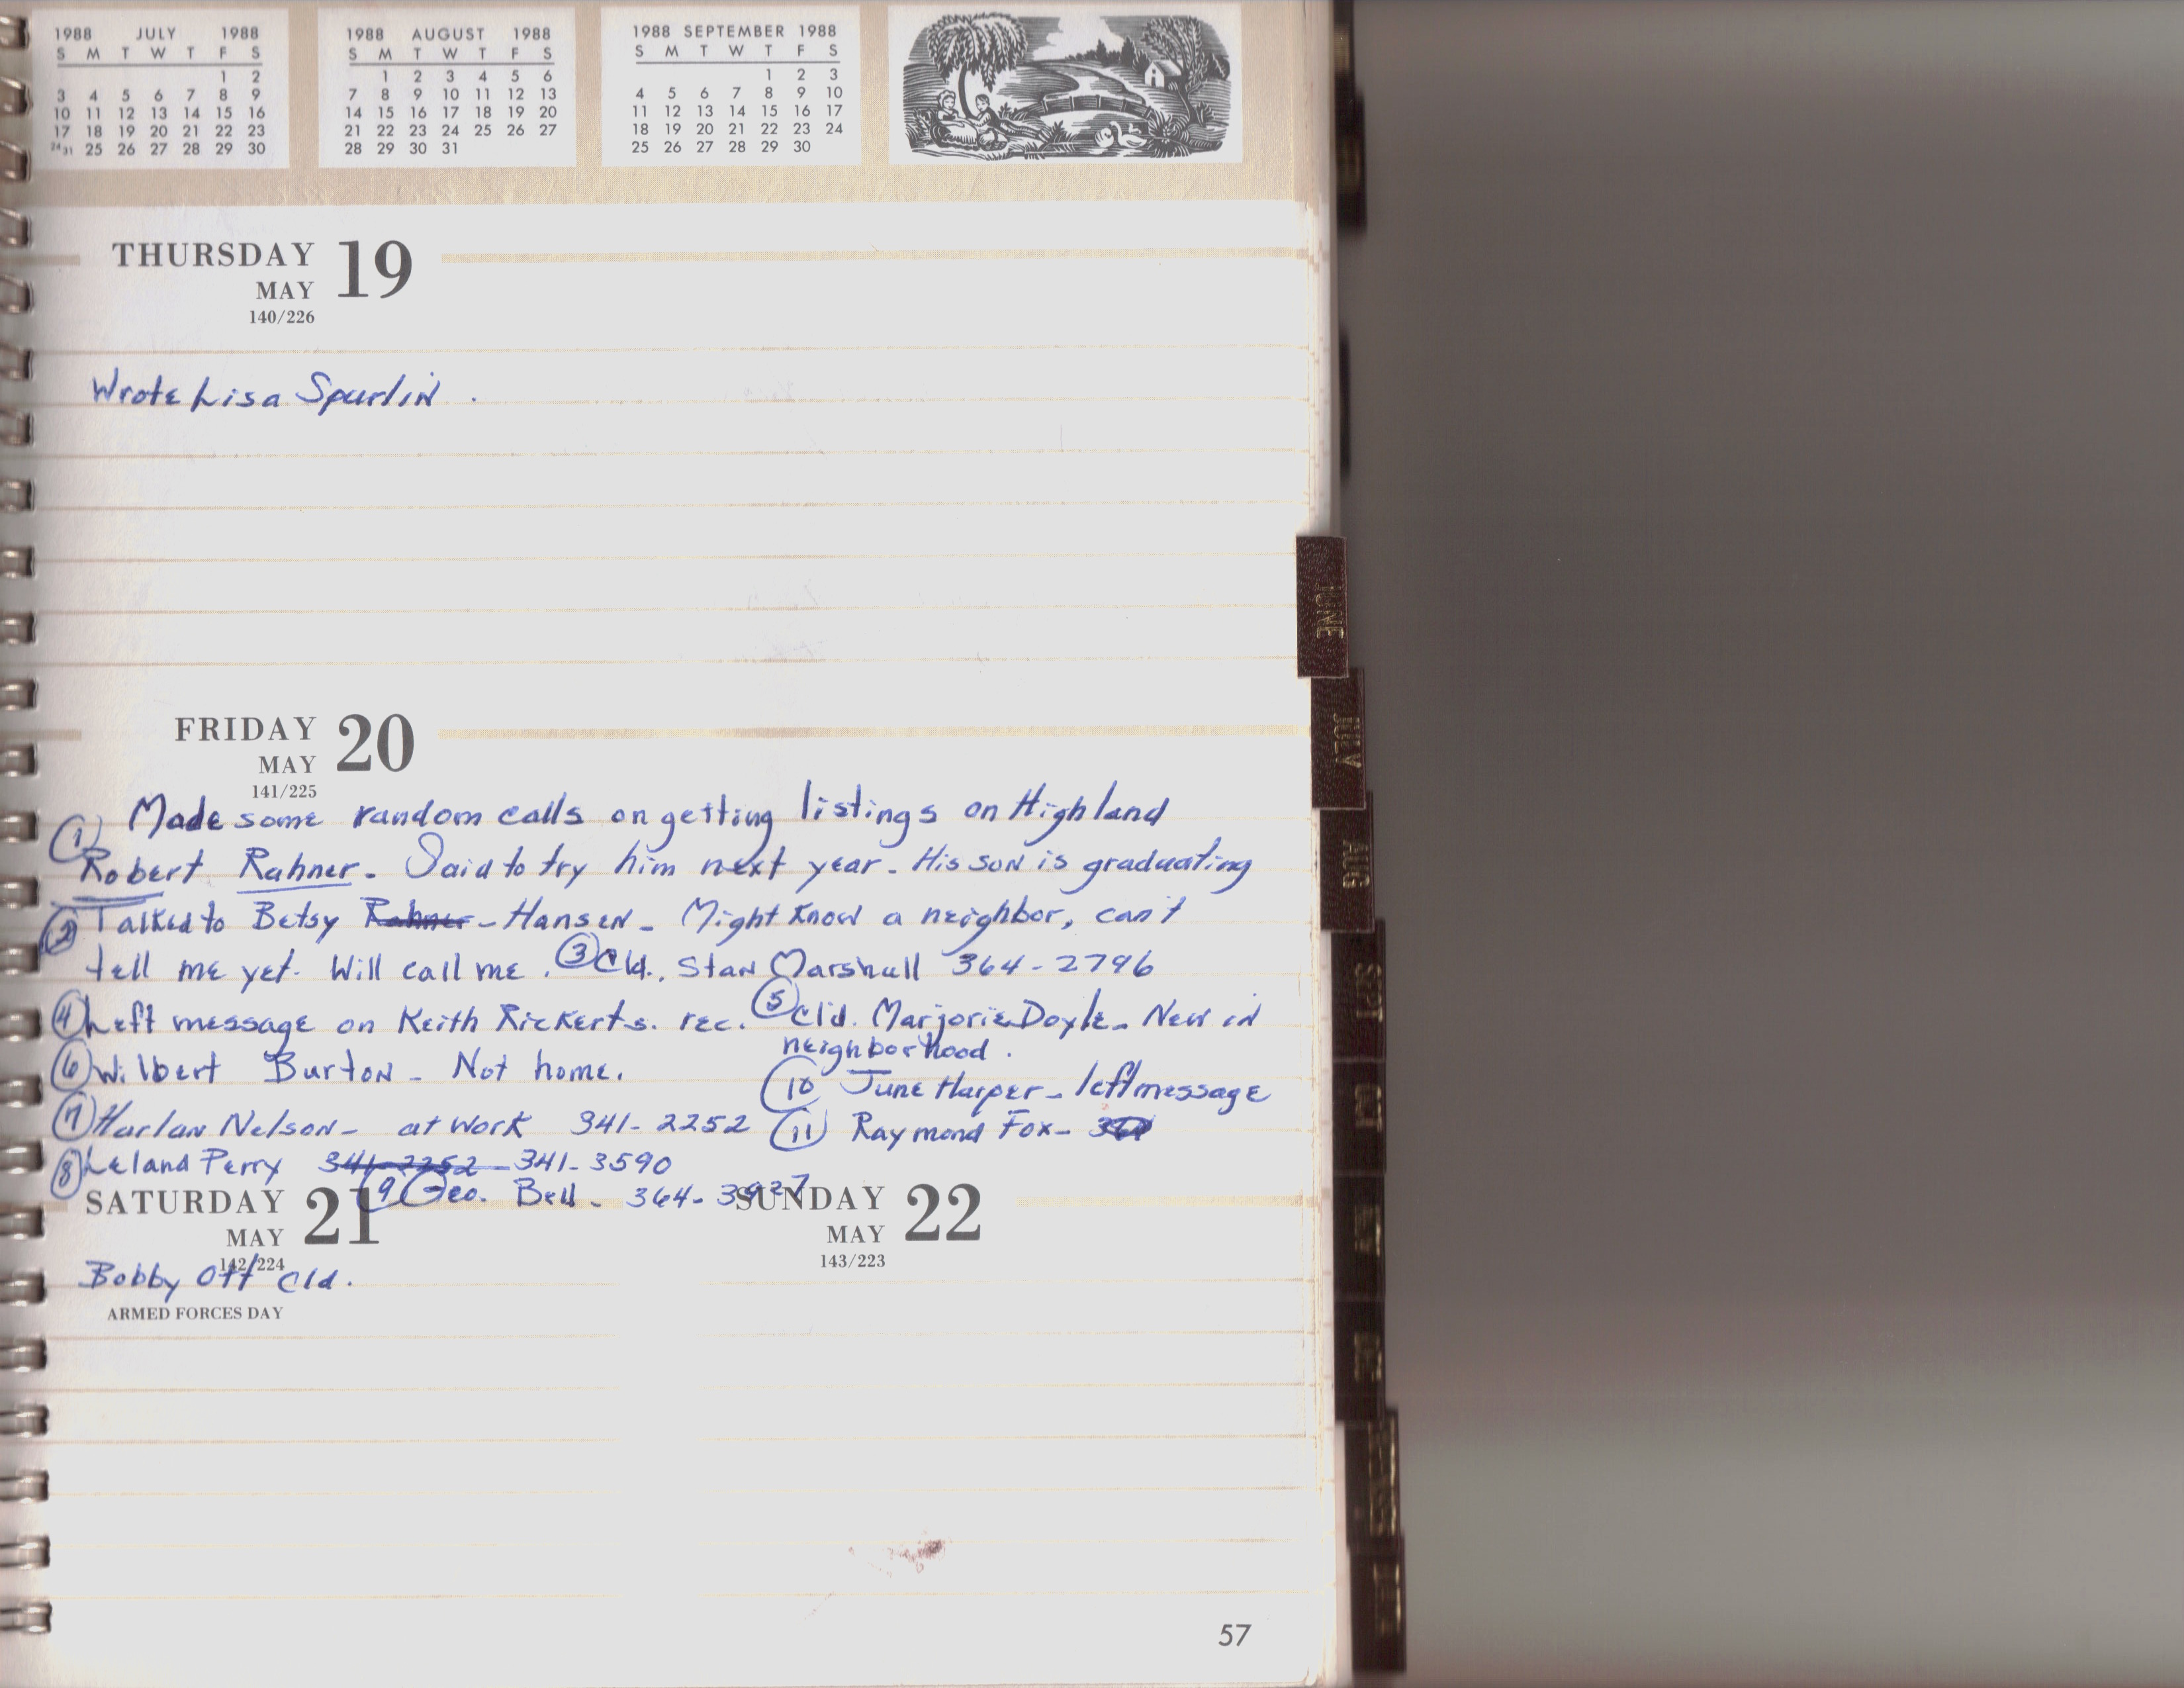 1988 JULY 1988
S M T W T F S
1 2
3 4 5 6 7 8 9
10 11 12 13 14 15 16
17 18 19 20 21 22 23
24 31 25 26 27 28 29 30
1988 AUGUST 1988
S M T W T F S
1 2 3 4 5 6
7 8 9 10 11 12 13
14 15 16 17 18 19 20
21 22 23 24 25 26 27
28 29 30 31
1988 SEPTEMBER 1988
S M T W T F S
1 2 3
4 5 6 7 8 9 10
11 12 13 14 15 16 17
18 19 20 21 22 23 24
25 26 27 28 29 30
THURSDAY 19
MAY
140/226
Wrote Lisa Spurlin.
FRIDAY 20
MAY
141/225
Made some random calls on getting listings on Highland
(1) Robert Rahner. Said to try him next year - His son is graduating
(2) Talked to Betsy Rahner - Hansen - Might know a neighbor, can't
tell me yet. Will call me. (3) Cld. Stan Marshall 364-2796
(4) Left message on Keith Rickerts. rec. (5) Cld. Marjorie Doyle - New in
neighborhood.
(6) Wilbert Burton - Not home.
(10) June Harper - left message
(7) Harlan Nelson - at work 341-2252
(11) Raymond Fox -
(8) Leland Perry 341-2252 - 341-3590
(9) Geo. Bell - 364-3927
SATURDAY 21
MAY
142/224
Bobby Ott Cld.
ARMED FORCES DAY
SUNDAY 22
MAY
143/223
57
JUNE
JULY
AUG
SEPT
OCT